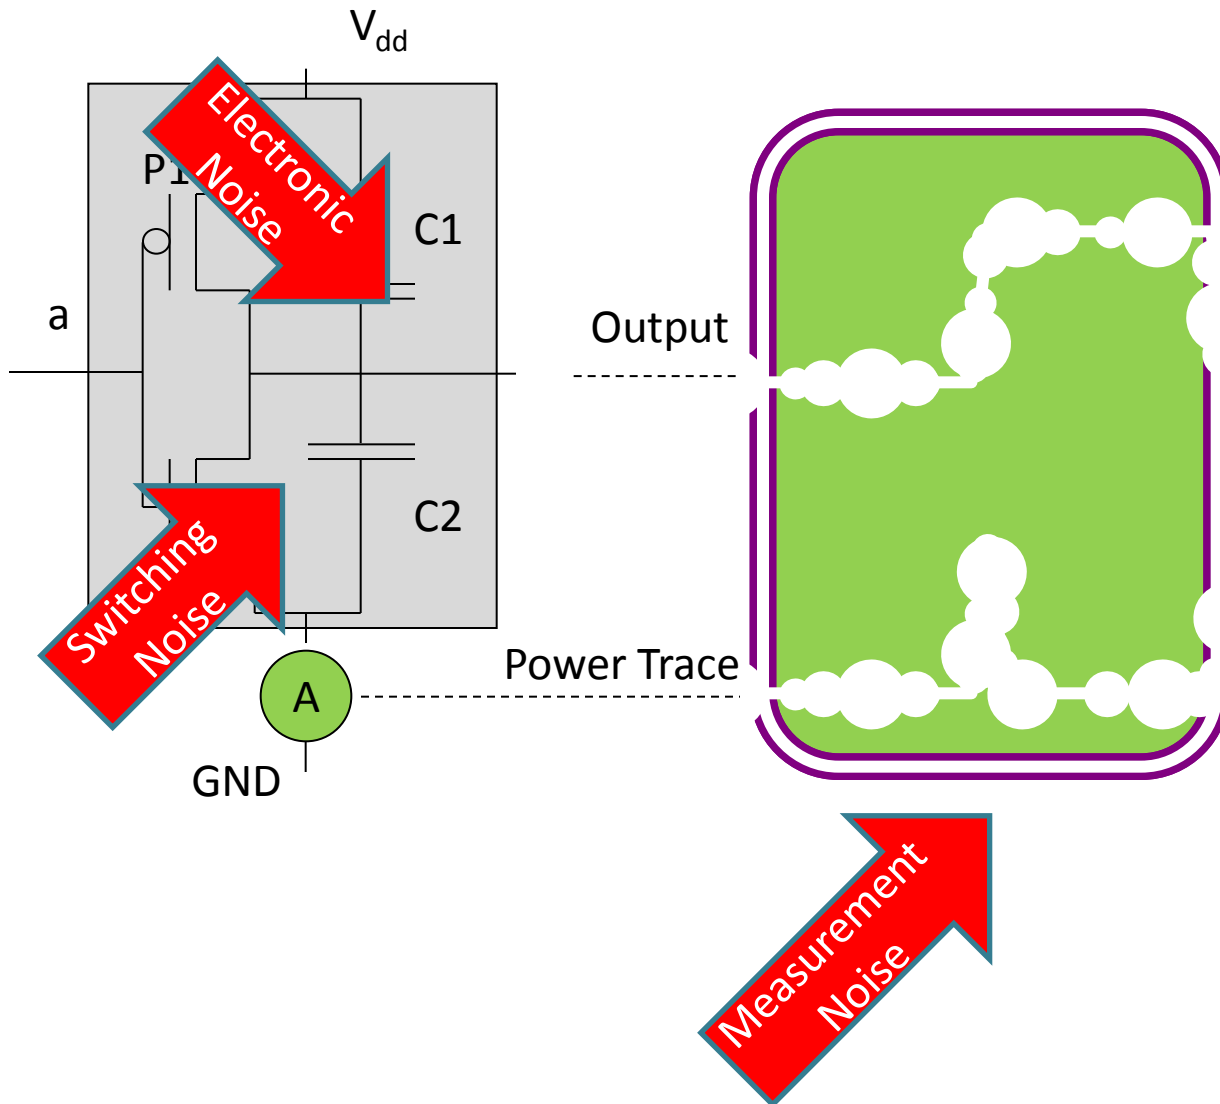 Vdd
Electronic
Noise
P1
C1
a
Output
C2
Switching
Noise
Power Trace
A
GND
Measurement
Noise